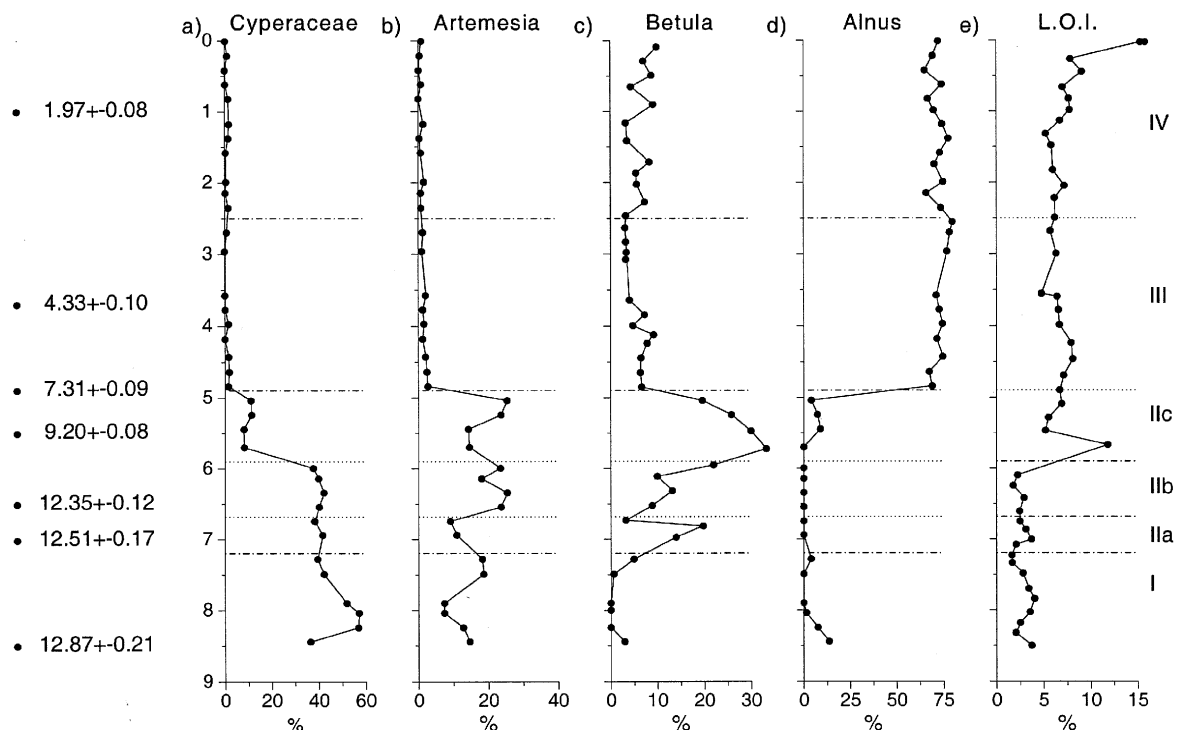 a) Cyperaceae b) Artemesia c) Betula d) Alnus e) L.O.I.
0
1.97+-0.08 1 IV
2
3
4.33+-0.10 4 III
7.31+-0.09
5 IIc
9.20+-0.08
6 IIb
12.35+-0.12
12.51+-0.17 7 IIa
I
8
12.87+-0.21
9
0 20 40 60 0 20 40 0 10 20 30 0 25 50 75 0 5 10 15
% % % % %